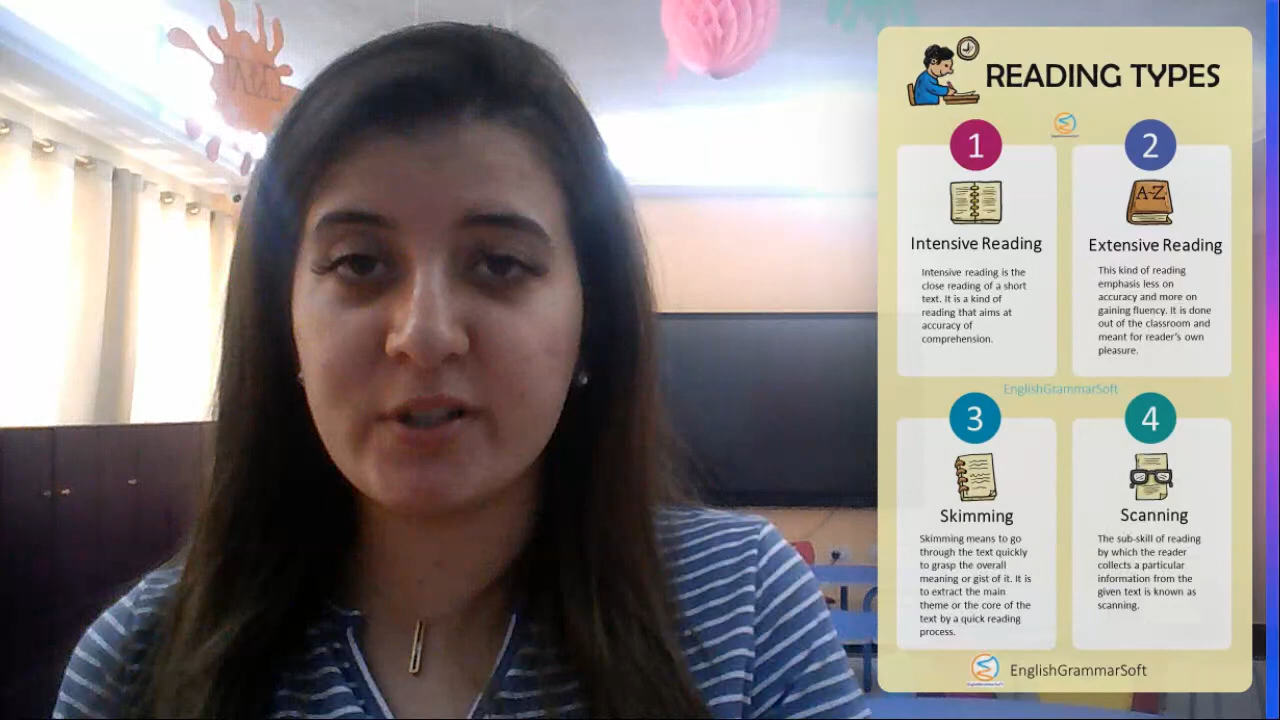 READING TYPES
1
Intensive Reading
Intensive reading is the
close reading of a short
text. It is a kind of
reading that aims at
accuracy of
comprehension.
2
A-Z
Extensive Reading
This kind of reading
emphasis less on
accuracy and more on
gaining fluency. It is done
out of the classroom and
meant for reader's own
pleasure.
EnglishGrammarSoft
3
Skimming
Skimming means to go
through the text quickly
to grasp the overall
meaning or gist of it. It is
to extract the main
theme or the core of the
text by a quick reading
process.
4
Scanning
The sub-skill of reading
by which the reader
collects a particular
information from the
given text is known as
scanning.
EnglishGrammarSoft